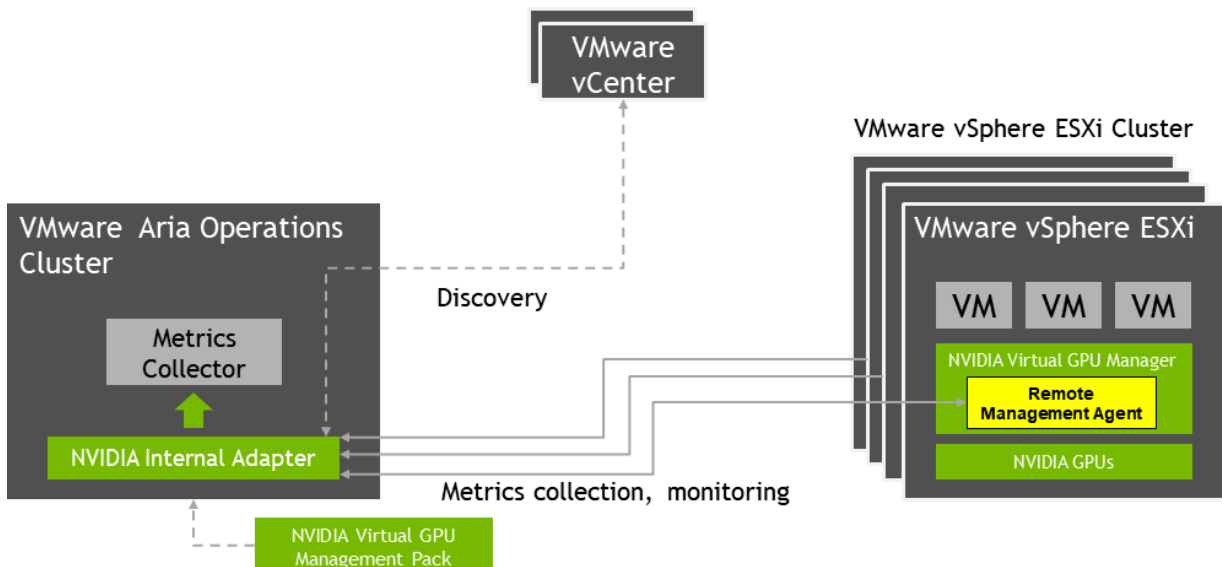 VMware
vCenter
VMware vSphere ESXi Cluster
VMware Aria Operations
Cluster
VMware vSphere ESXi
Discovery
VM VM VM
Metrics
Collector
NVIDIA Virtual GPU Manager
Remote
Management Agent
NVIDIA Internal Adapter
NVIDIA GPUs
Metrics collection, monitoring
NVIDIA Virtual GPU
Management Pack